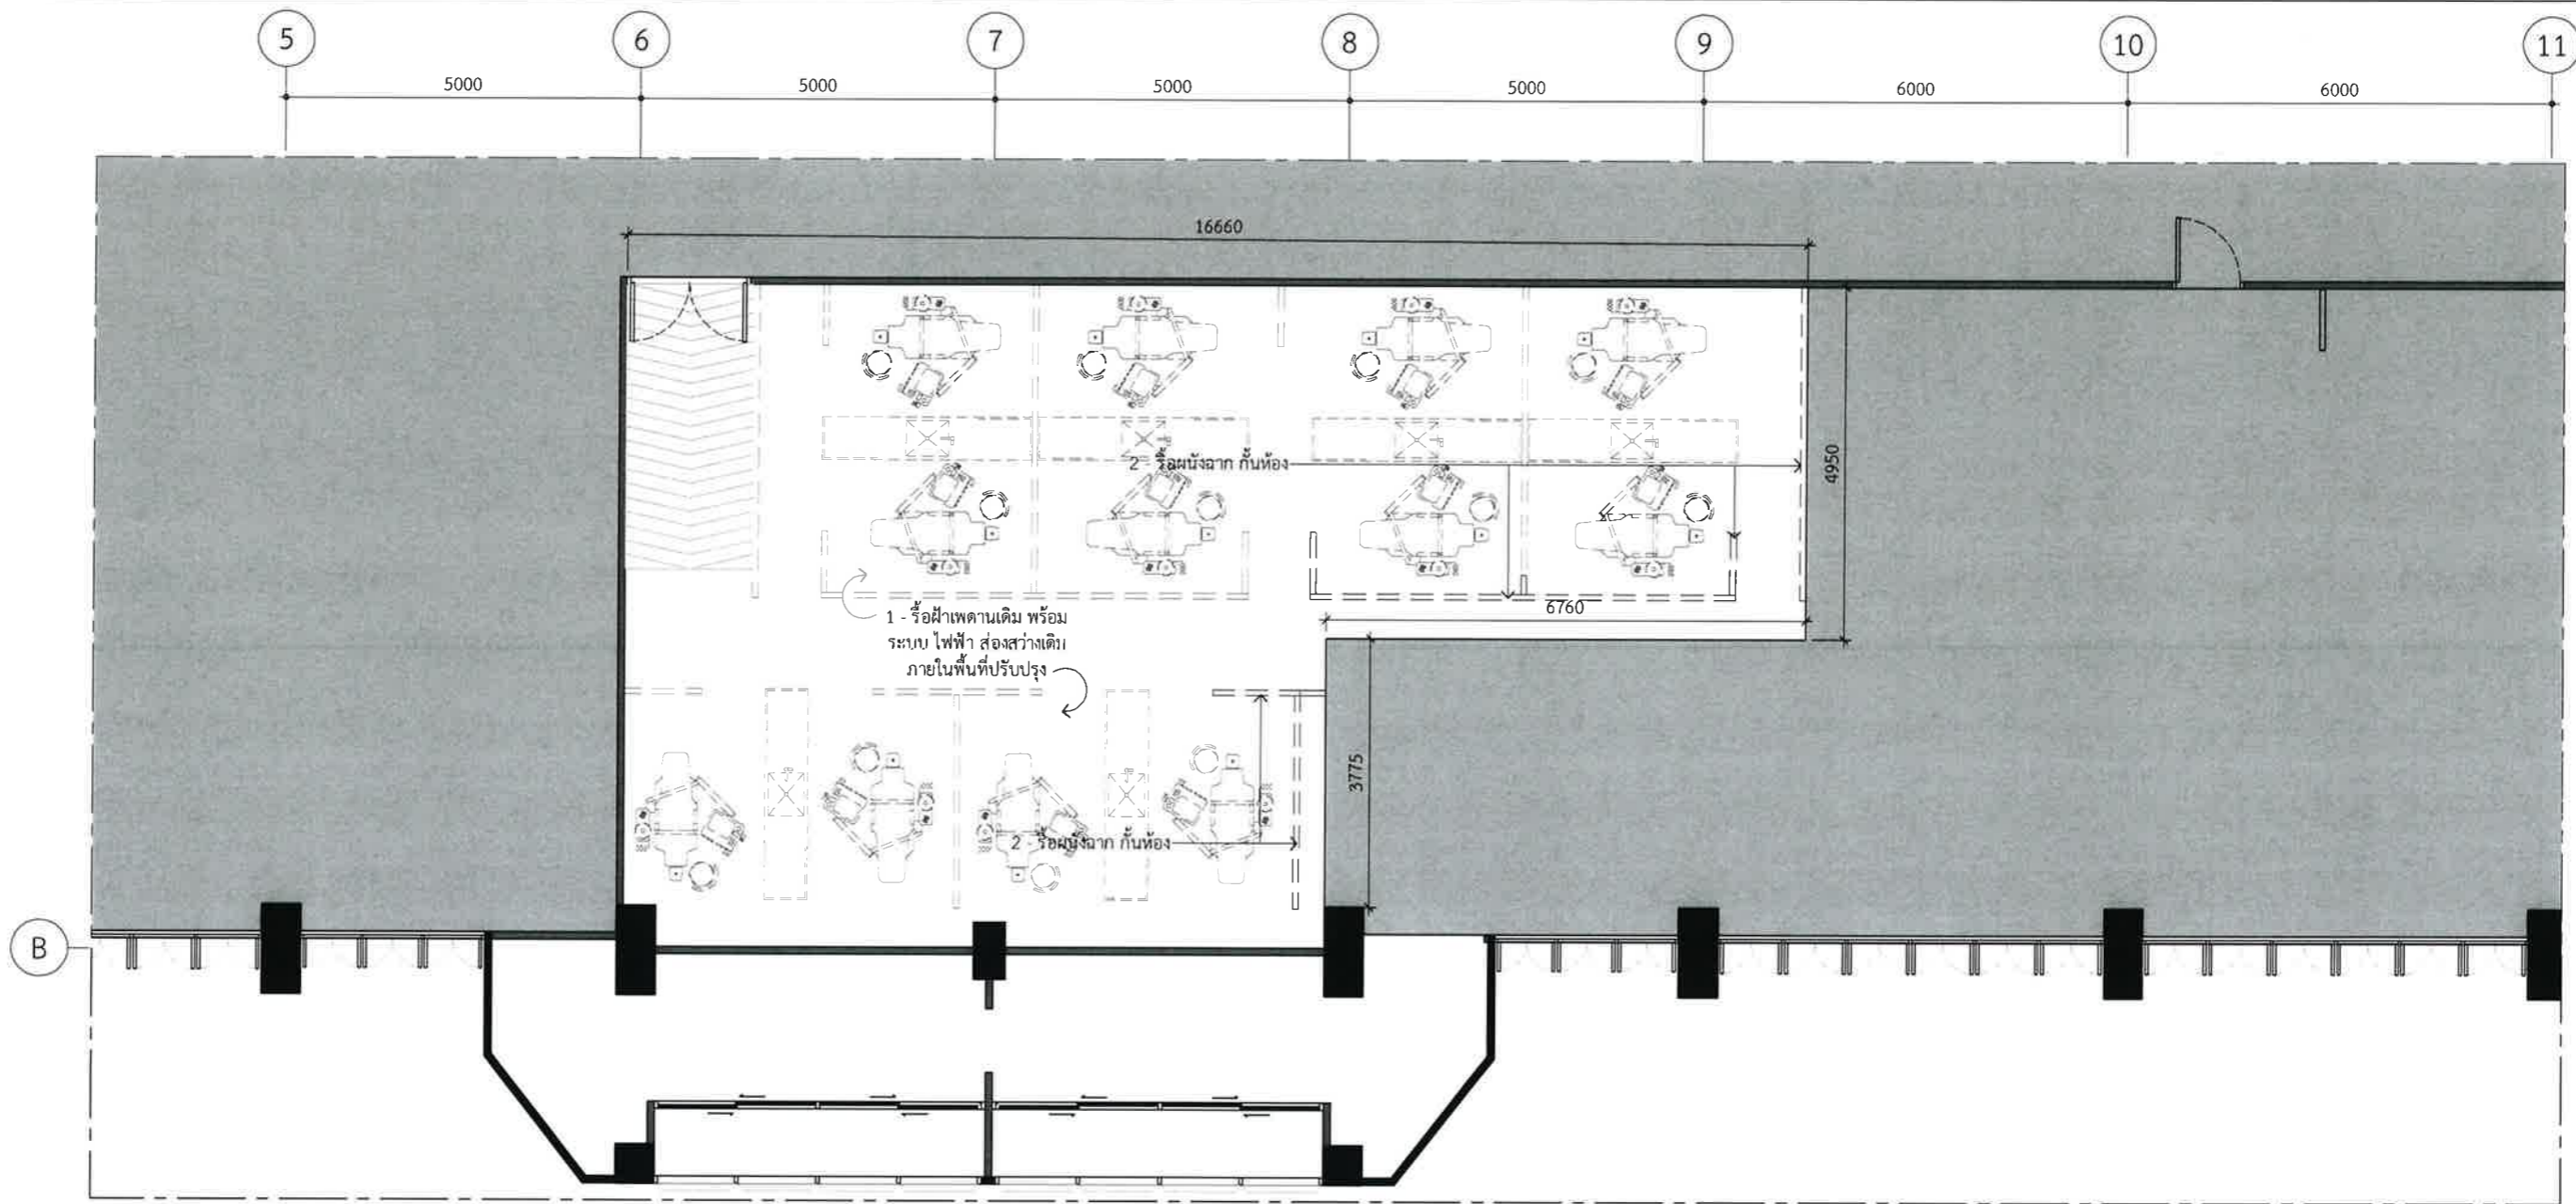 5 6 7 8 9 10 11
5000 5000 5000 5000 6000 6000
16660
2 - รื้อผนังฉาก กั้นห้อง
4950
1 - รื้อฝ้าเพดานเดิม พร้อม
ระบบ ไฟฟ้า ส่องสว่างเดิม
ภายในพื้นที่ปรับปรุง
6760
3775
2 - รื้อผนังฉาก กั้นห้อง
B